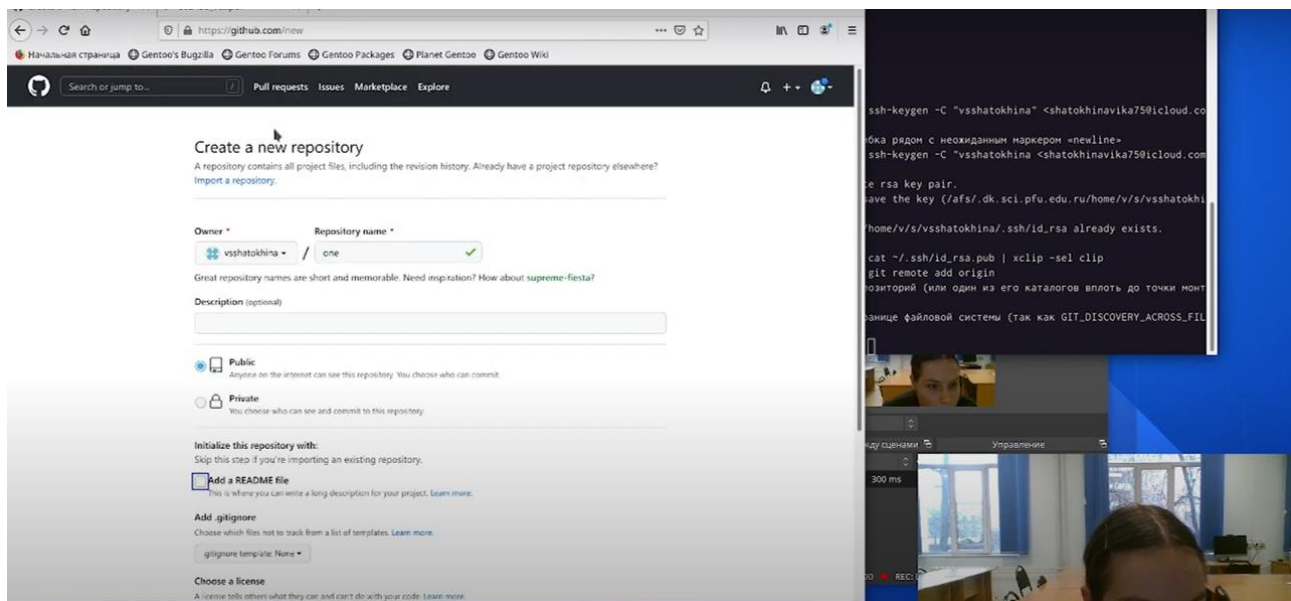 https://github.com/new
Начальная страница Gentoo's Bugzilla Gentoo Forums Gentoo Packages Planet Gentoo Gentoo Wiki
Search or jump to... / Pull requests Issues Marketplace Explore
Create a new repository
A repository contains all project files, including the revision history. Already have a project repository elsewhere?
Import a repository.
Owner * Repository name *
vsshatokhina / one
Great repository names are short and memorable. Need inspiration? How about supreme-fiesta?
Description (optional)
Public
Anyone on the internet can see this repository. You choose who can commit.
Private
You choose who can see and commit to this repository.
Initialize this repository with:
Skip this step if you're importing an existing repository.
Add a README file
This is where you can write a long description for your project. Learn more.
Add .gitignore
Choose which files not to track from a list of templates. Learn more.
.gitignore template: None
Choose a license
A license tells others what they can and can't do with your code. Learn more.
ssh-keygen -C "vsshatokhina" <shatokhinavika75@icloud.co
бка рядом с неожиданным маркером «newline»
ssh-keygen -C "vsshatokhina <shatokhinavika75@icloud.com
e rsa key pair.
ave the key (/afs/.dk.sci.pfu.edu.ru/home/v/s/vsshatokhi
home/v/s/vsshatokhina/.ssh/id_rsa already exists.
cat ~/.ssh/id_rsa.pub | xclip -sel clip
git remote add origin
озиторий (или один из его каталогов вплоть до точки монт
анице файловой системы (так как GIT_DISCOVERY_ACROSS_FIL
ду сценами Управление
300 ms
REC: